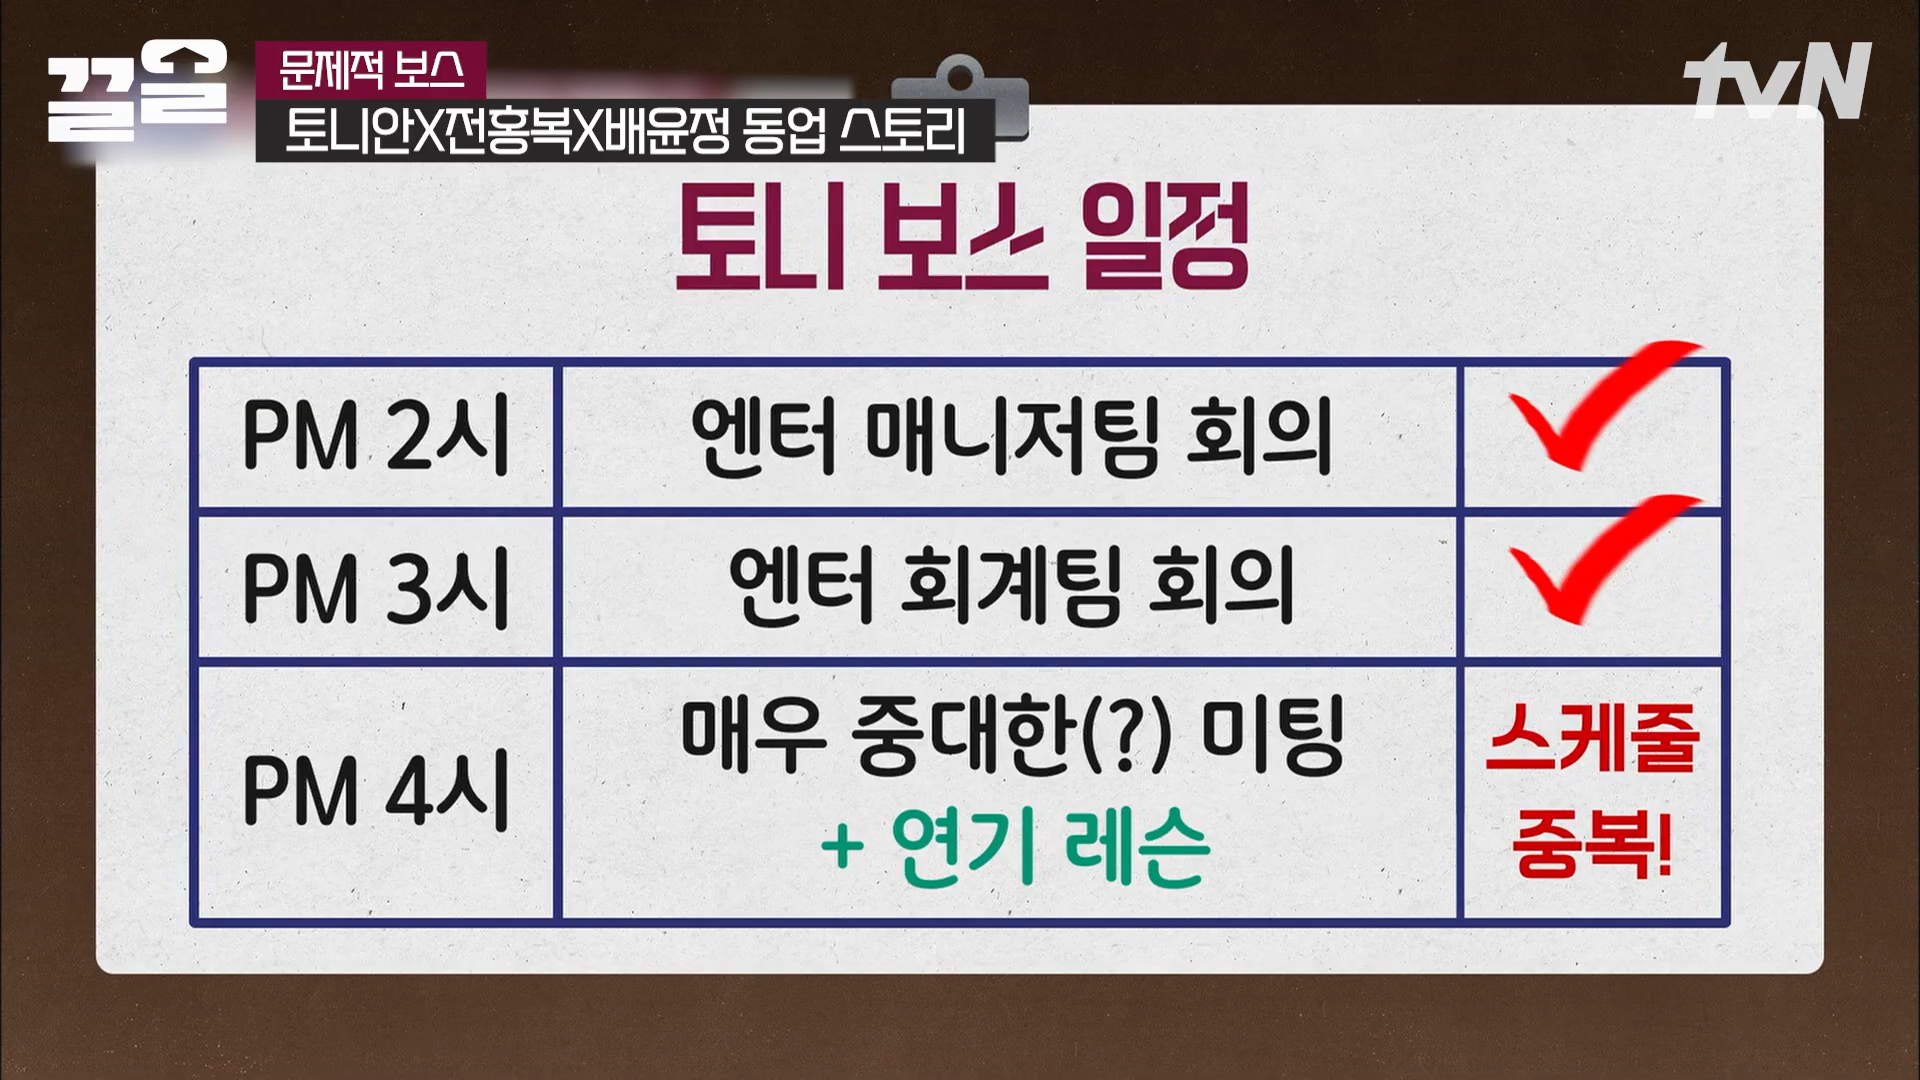 끌올
문제적 보스
토니안X전홍복X배윤정 동업 스토리
tvN
토니 보스 일정
PM 2시 엔터 매니저팀 회의
PM 3시 엔터 회계팀 회의
PM 4시 매우 중대한(?) 미팅 스케줄
+ 연기 레슨 중복!